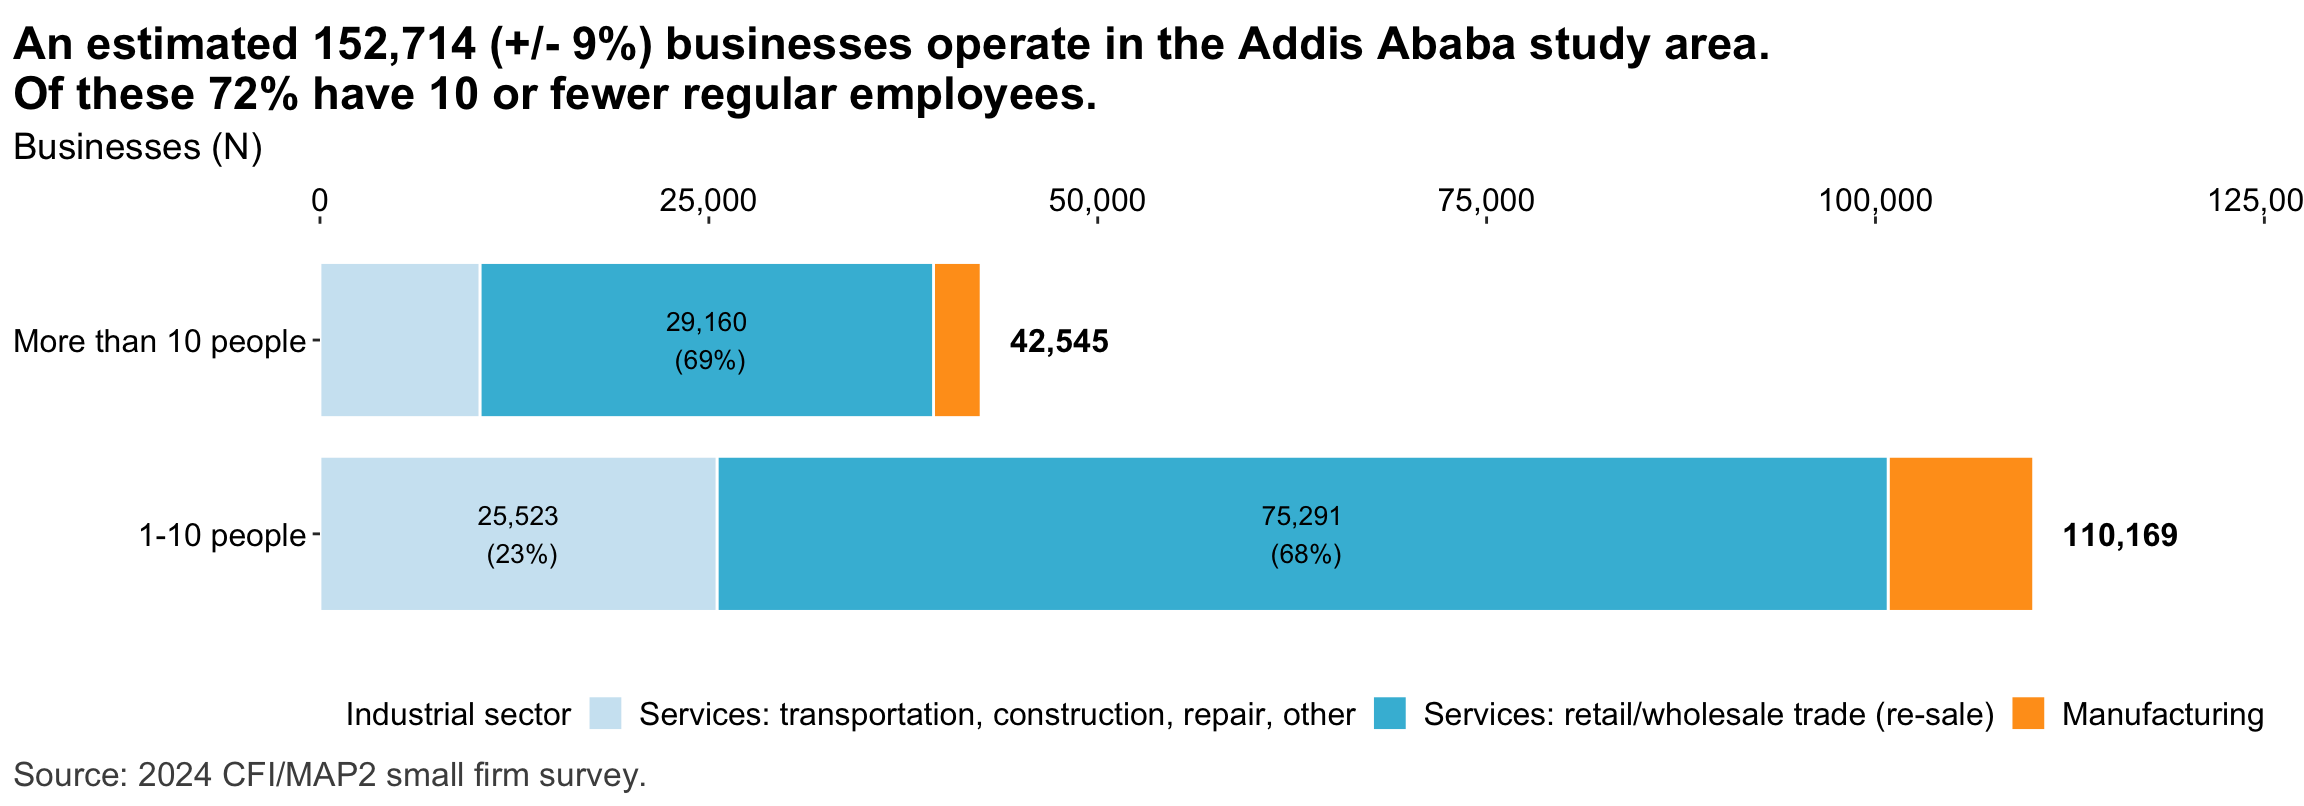 An estimated 152,714 (+/- 9%) businesses operate in the Addis Ababa study area.
Of these 72% have 10 or fewer regular employees.
Businesses (N)
0 25,000 50,000 75,000 100,000 125,00
More than 10 people
29,160
(69%)
42,545
1-10 people
25,523
(23%)
75,291
(68%)
110,169
Industrial sector Services: transportation, construction, repair, other Services: retail/wholesale trade (re-sale) Manufacturing
Source: 2024 CFI/MAP2 small firm survey.